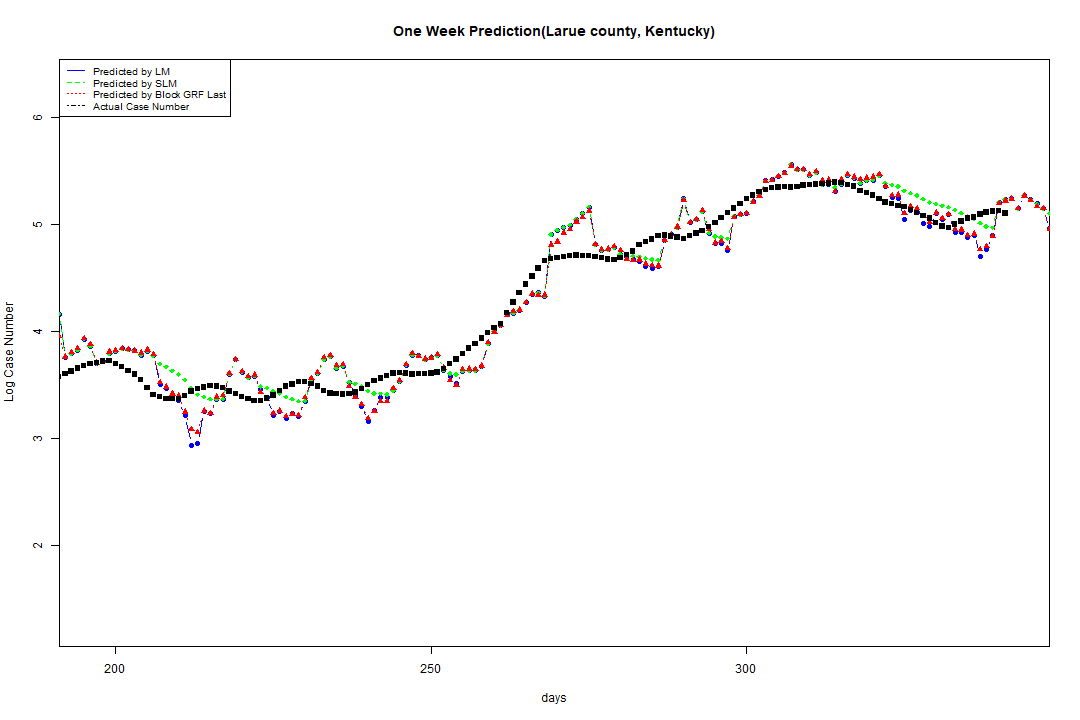 One Week Prediction(Larue county, Kentucky)
Predicted by LM
Predicted by SLM
Predicted by Block GRF Last
Actual Case Number
Log Case Number
6
5
4
3
2
200
250
300
days